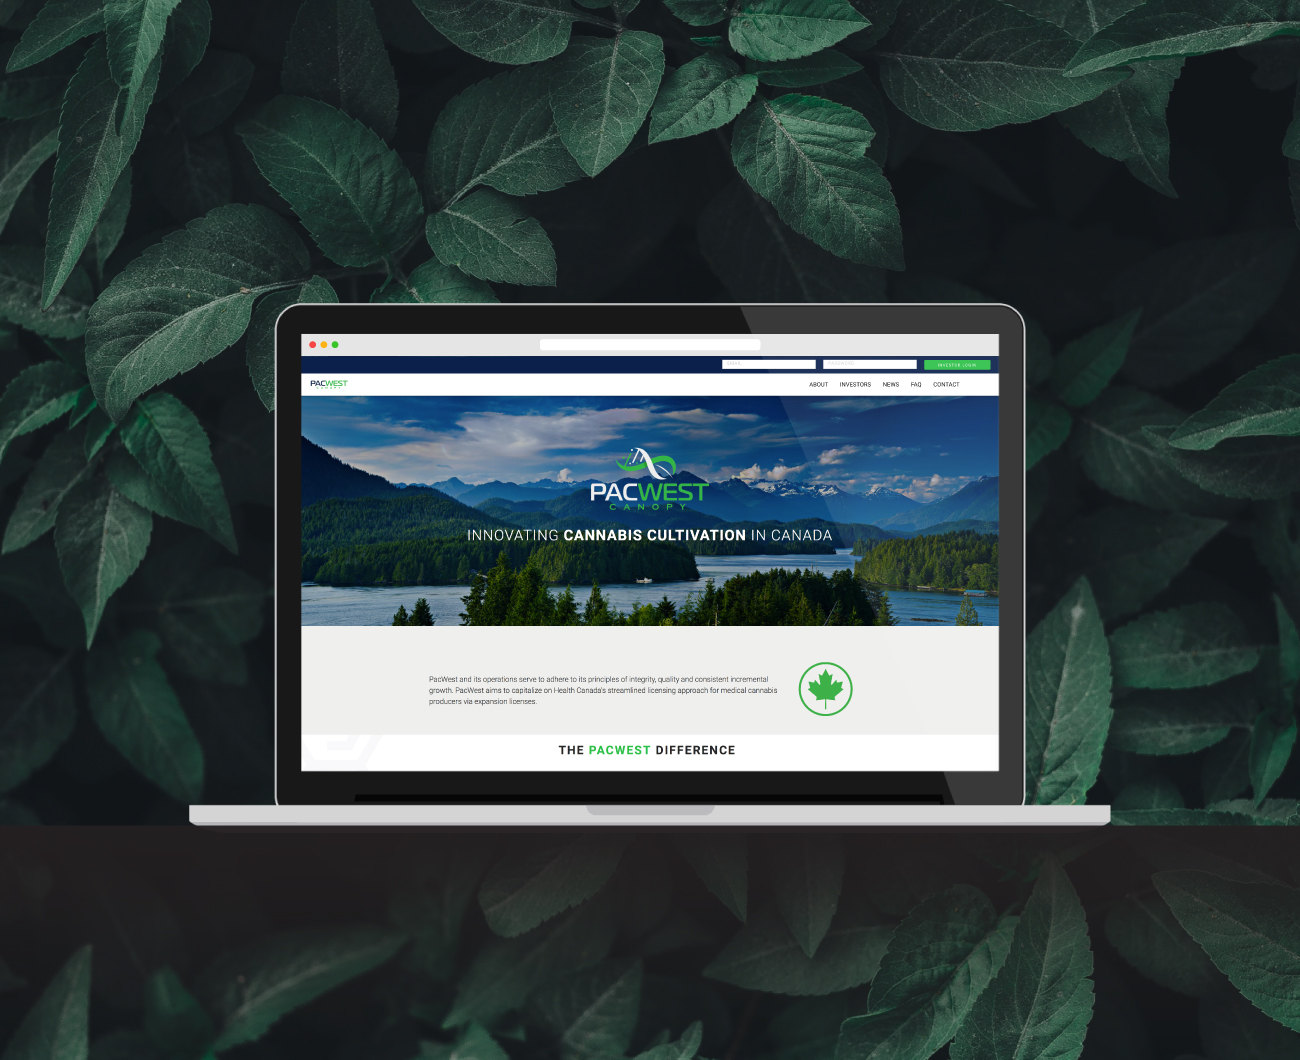 INVESTOR LOGIN
PACWEST
CANOPY
ABOUT INVESTORS NEWS FAQ CONTACT
PACWEST
CANOPY
INNOVATING CANNABIS CULTIVATION IN CANADA
PacWest and its operations serve to adhere to its principles of integrity, quality and consistent incremental
growth. PacWest aims to capitalize on Health Canada's streamlined licensing approach for medical cannabis
producers via expansion licenses.
THE PACWEST DIFFERENCE